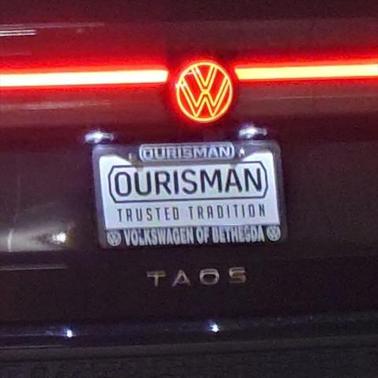 OURISMAN
OURISMAN
TRUSTED TRADITION
VOLKSWAGEN OF BETHESDA
TAOS